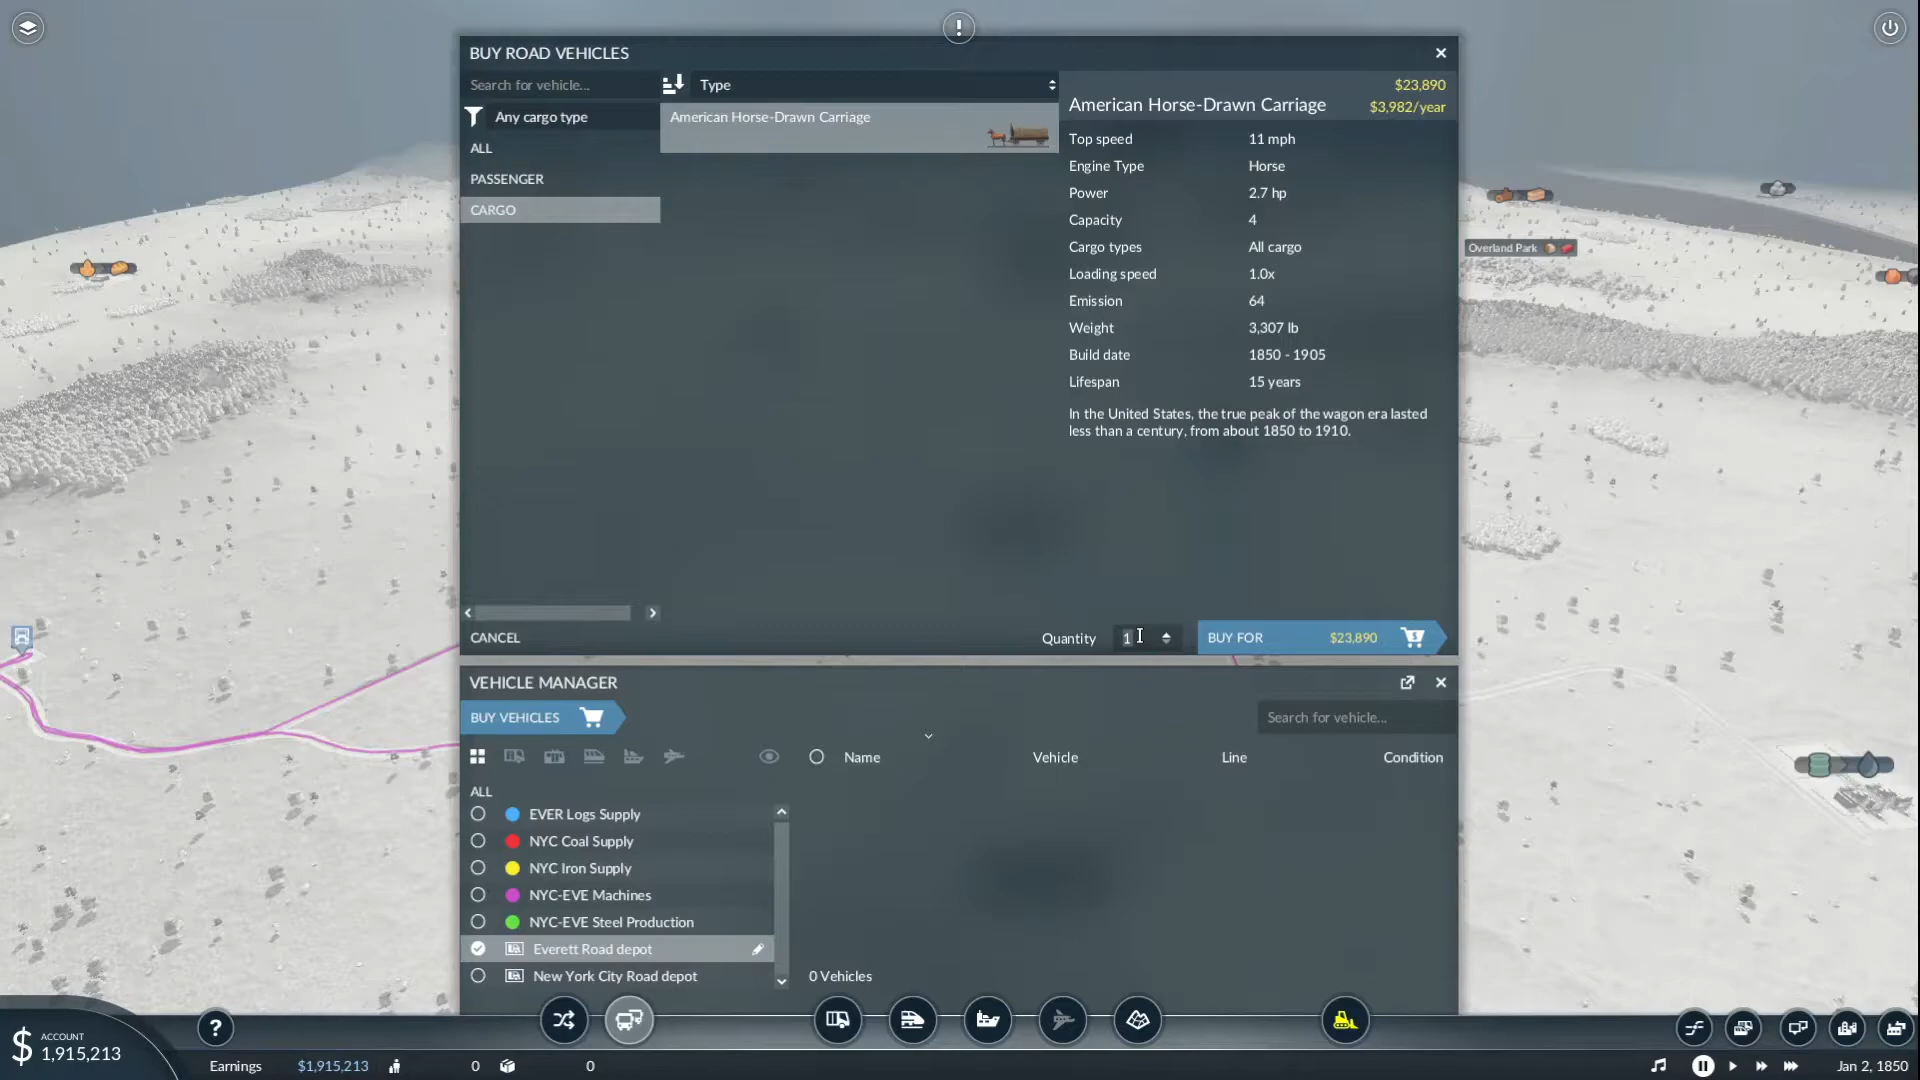 BUY ROAD VEHICLES
Search for vehicle...
Type
$23,890
American Horse-Drawn Carriage
$3,982/year
Any cargo type
American Horse-Drawn Carriage
ALL
PASSENGER
CARGO
Top speed 11 mph
Engine Type Horse
Power 2.7 hp
Capacity 4
Cargo types All cargo
Loading speed 1.0x
Emission 64
Weight 3,307 lb
Build date 1850 - 1905
Lifespan 15 years
In the United States, the true peak of the wagon era lasted
less than a century, from about 1850 to 1910.
Overland Park
CANCEL
Quantity 1
BUY FOR $23,890
VEHICLE MANAGER
BUY VEHICLES
Search for vehicle...
Name Vehicle Line Condition
ALL
EVER Logs Supply
NYC Coal Supply
NYC Iron Supply
NYC-EVE Machines
NYC-EVE Steel Production
Everett Road depot
New York City Road depot
0 Vehicles
$ ACCOUNT
1,915,213
?
Earnings $1,915,213 0 0
Jan 2, 1850